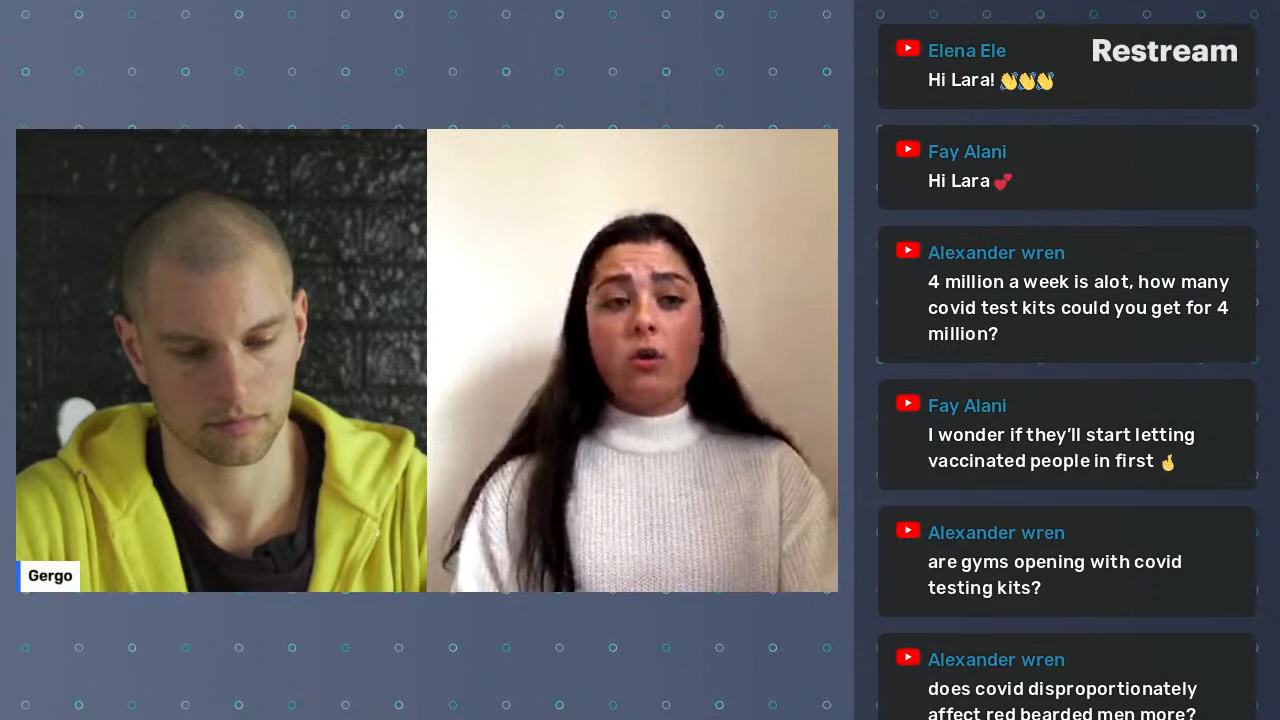 Gergo
Restream
Elena Ele
Hi Lara! 👋👋👋
Fay Alani
Hi Lara 💕
Alexander wren
4 million a week is alot, how many
covid test kits could you get for 4
million?
Fay Alani
I wonder if they’ll start letting
vaccinated people in first 🤞
Alexander wren
are gyms opening with covid
testing kits?
Alexander wren
does covid disproportionately
affect red bearded men more?